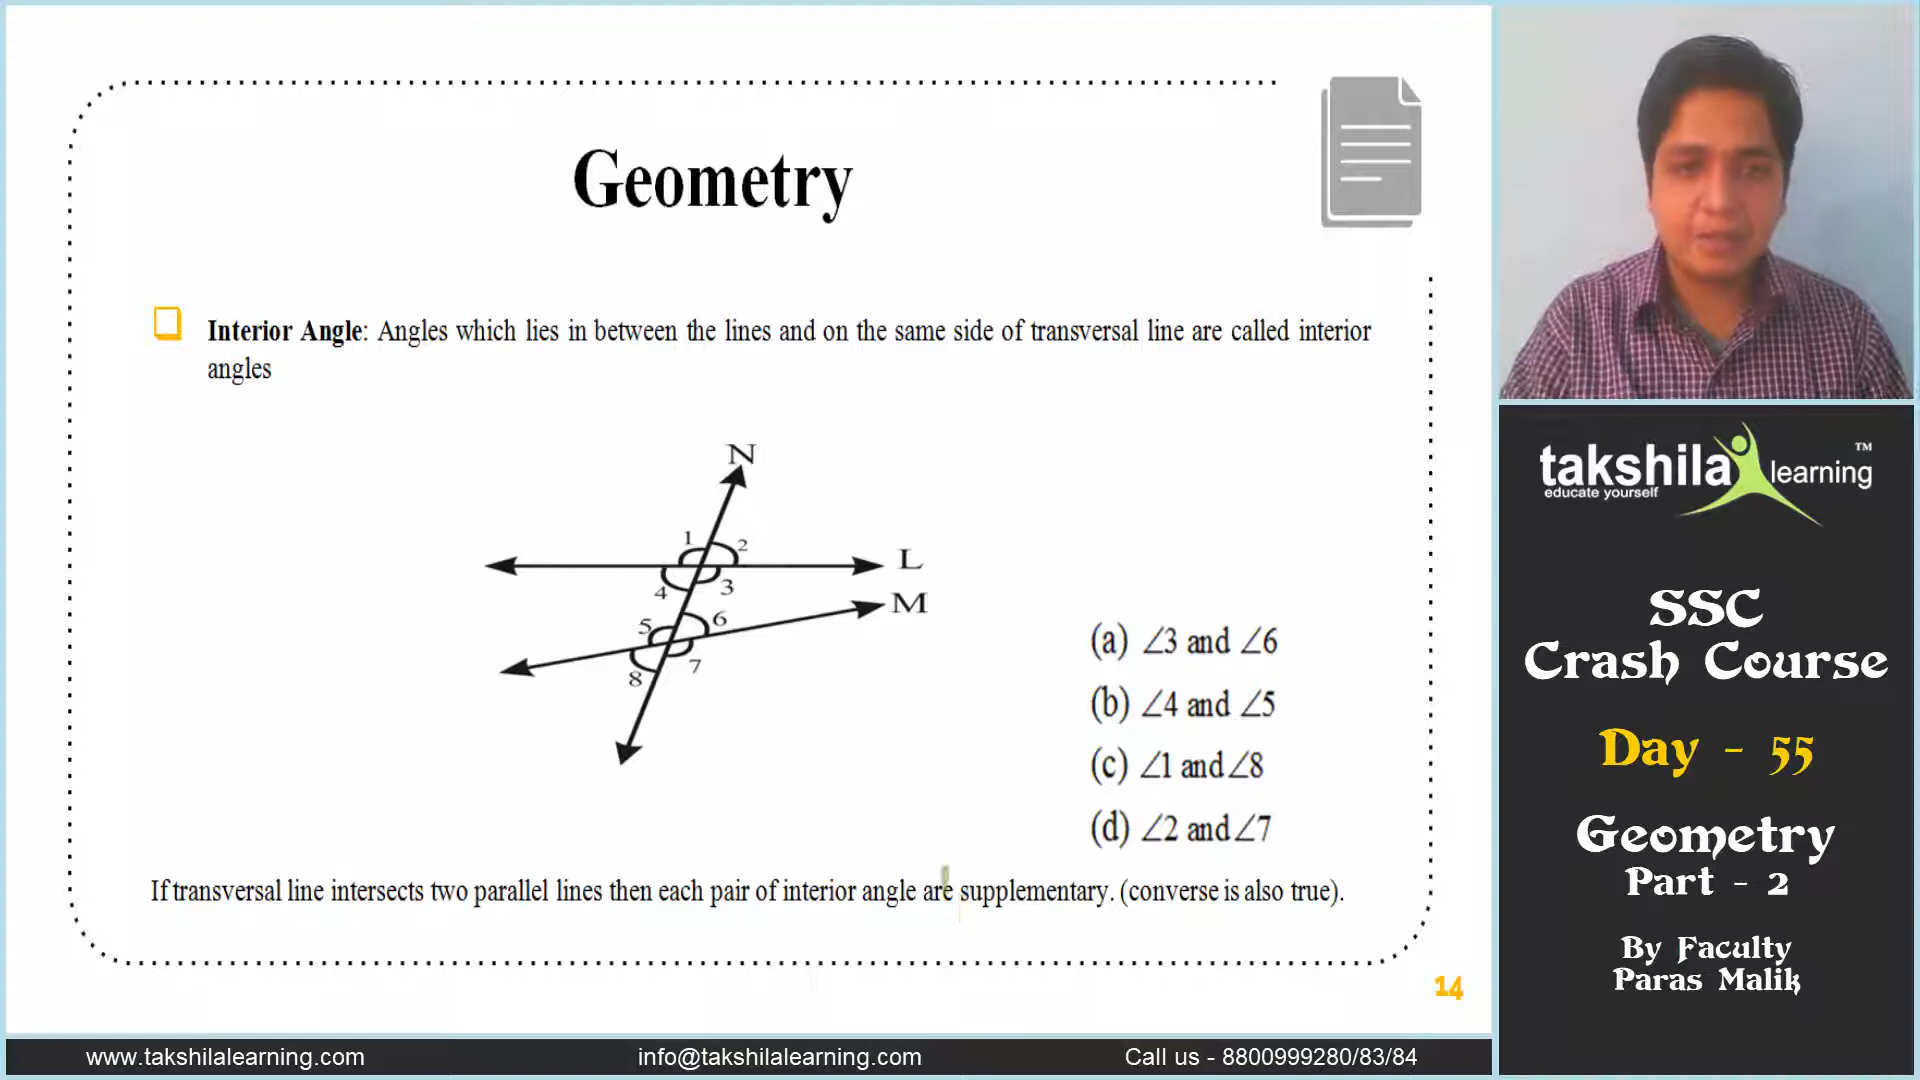 Geometry
Interior Angle: Angles which lies in between the lines and on the same side of transversal line are called interior
angles
N
1 2
L
4 3
M
5 6
8 7
(a) ∠3 and ∠6
(b) ∠4 and ∠5
(c) ∠1 and∠8
(d) ∠2 and∠7
If transversal line intersects two parallel lines then each pair of interior angle are supplementary. (converse is also true).
14
takshila learning ™
educate yourself
SSC
Crash Course
Day - 55
Geometry
Part - 2
By Faculty
Paras Malik
www.takshilalearning.com info@takshilalearning.com Call us - 8800999280/83/84